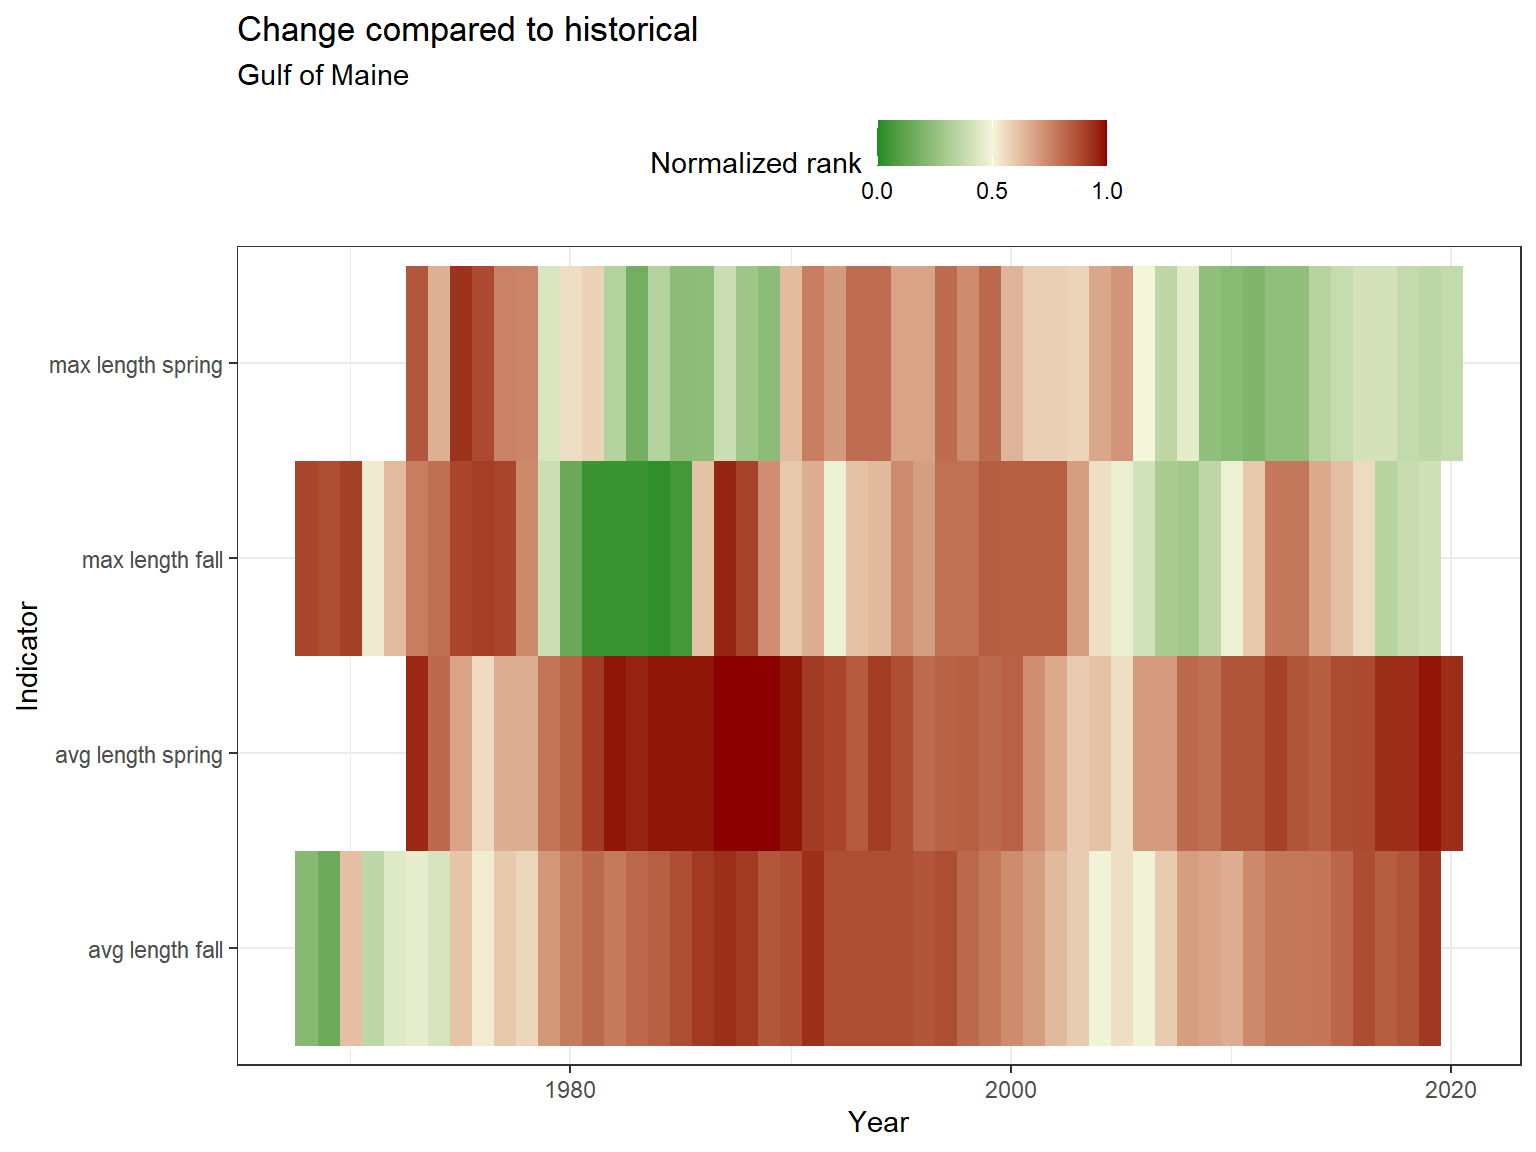 Change compared to historical
Gulf of Maine
Normalized rank
0.0 0.5 1.0
Indicator
max length spring
max length fall
avg length spring
avg length fall
1980 2000 2020
Year